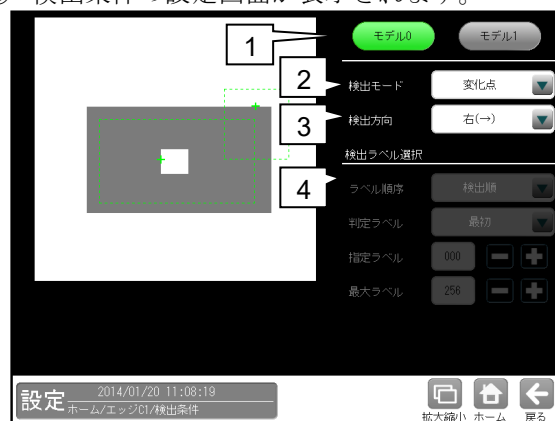 検出条件の設定画面が表示されます。
1
モデル0
モデル1
2
検出モード
変化点
3
検出方向
右(→)
検出ラベル選択
4
ラベル順序
検出順
判定ラベル
最初
指定ラベル
000
最大ラベル
256
設定
2014/01/20 11:08:19
ホーム/エッジC1/検出条件
拡大縮小
ホーム
戻る